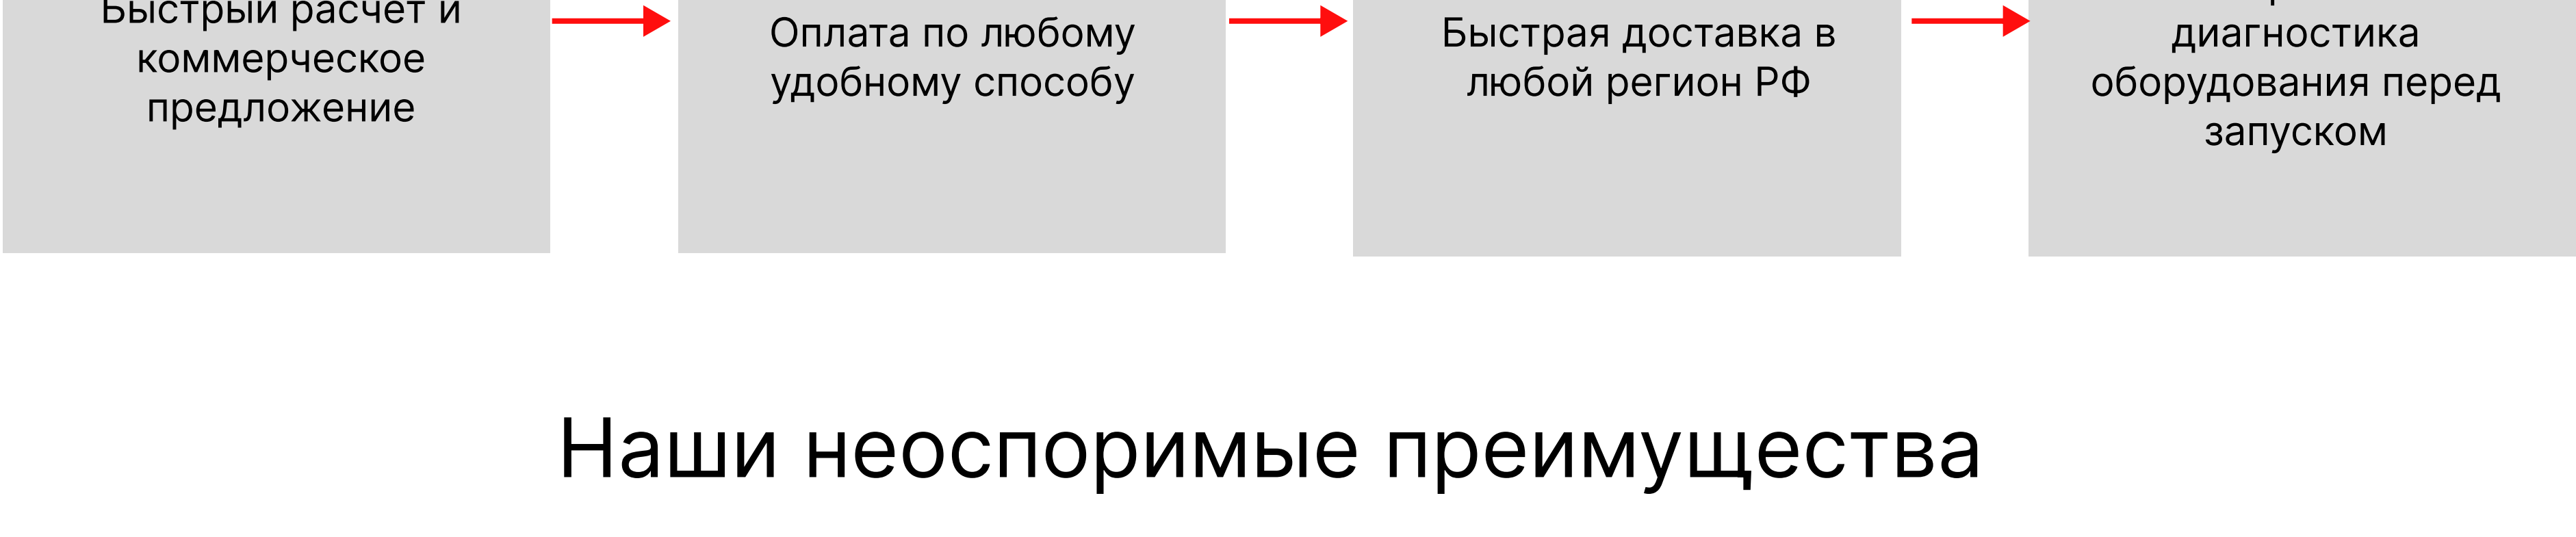 Быстрый расчет и
коммерческое
предложение
Оплата по любому
удобному способу
Быстрая доставка в
любой регион РФ
диагностика
оборудования перед
запуском
Наши неоспоримые преимущества